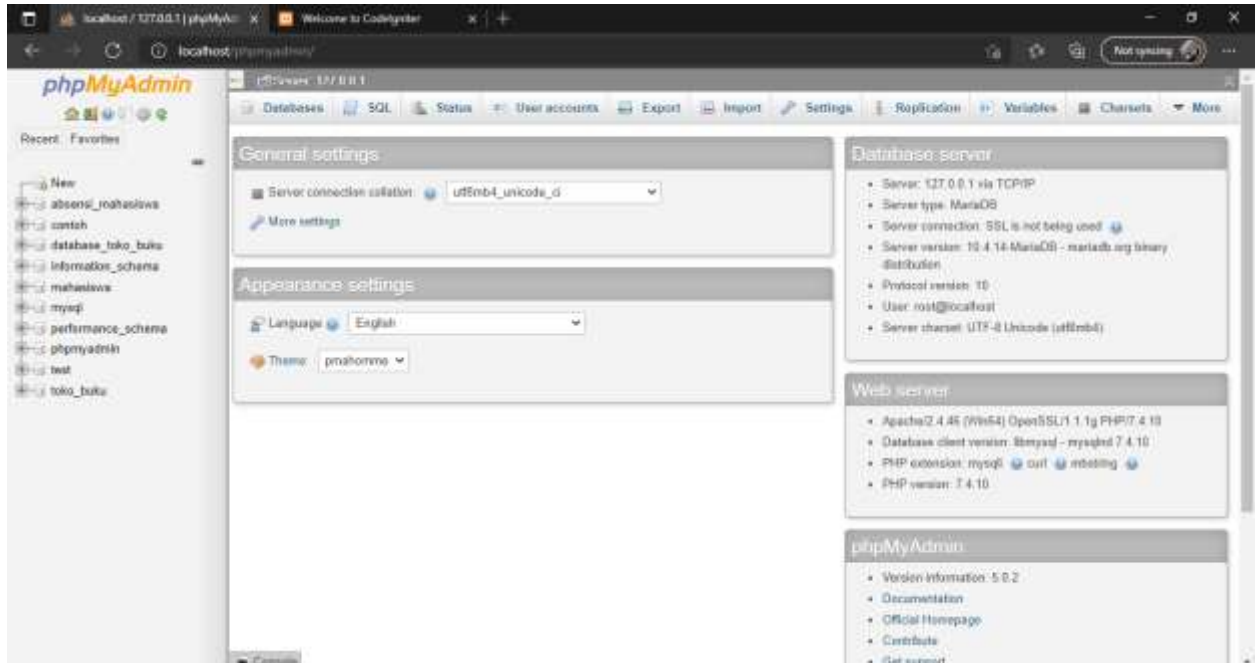 localhost / 127.0.0.1 | phpMyAd
Welcome to CodeIgniter
localhost/phpmyadmin/
Not syncing
phpMyAdmin
Recent Favorites
New
absensi_mahasiswa
contoh
database_toko_buku
information_schema
mahasiswa
mysql
performance_schema
phpmyadmin
test
toko_buku
Server: 127.0.0.1
Databases SQL Status User accounts Export Import Settings Replication Variables Charsets More
General settings
Server connection collation: utf8mb4_unicode_ci
More settings
Appearance settings
Language English
Theme: pmahomme
Console
Database server
Server: 127.0.0.1 via TCP/IP
Server type: MariaDB
Server connection: SSL is not being used
Server version: 10.4.14-MariaDB - mariadb.org binary
distribution
Protocol version: 10
User: root@localhost
Server charset: UTF-8 Unicode (utf8mb4)
Web server
Apache/2.4.46 (Win64) OpenSSL/1.1.1g PHP/7.4.10
Database client version: libmysql - mysqlnd 7.4.10
PHP extension: mysqli curl mbstring
PHP version: 7.4.10
phpMyAdmin
Version information: 5.0.2
Documentation
Official Homepage
Contribute
Get support